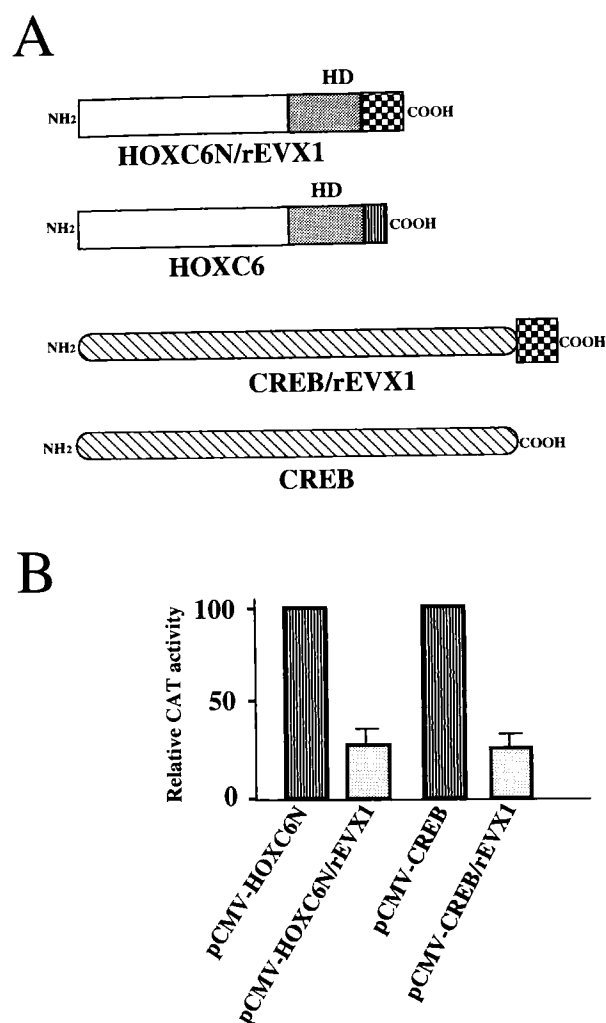 A
HD
NH2 COOH
HOXC6N/rEVX1
HD
NH2 COOH
HOXC6
NH2 COOH
CREB/rEVX1
NH2 COOH
CREB
B
Relative CAT activity
100
50
0
pCMV-HOXC6N
pCMV-HOXC6N/rEVX1
pCMV-CREB
pCMV-CREB/rEVX1